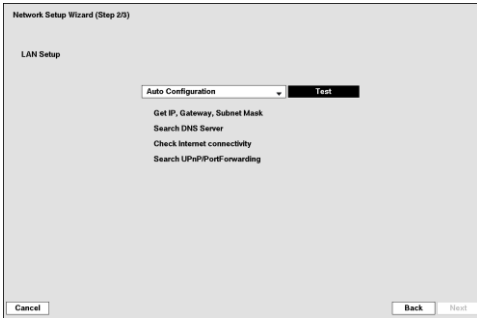 Network Setup Wizard (Step 2/3)
LAN Setup
Auto Configuration Test
Get IP, Gateway, Subnet Mask
Search DNS Server
Check Internet connectivity
Search UPnP/PortForwarding
Cancel Back Next